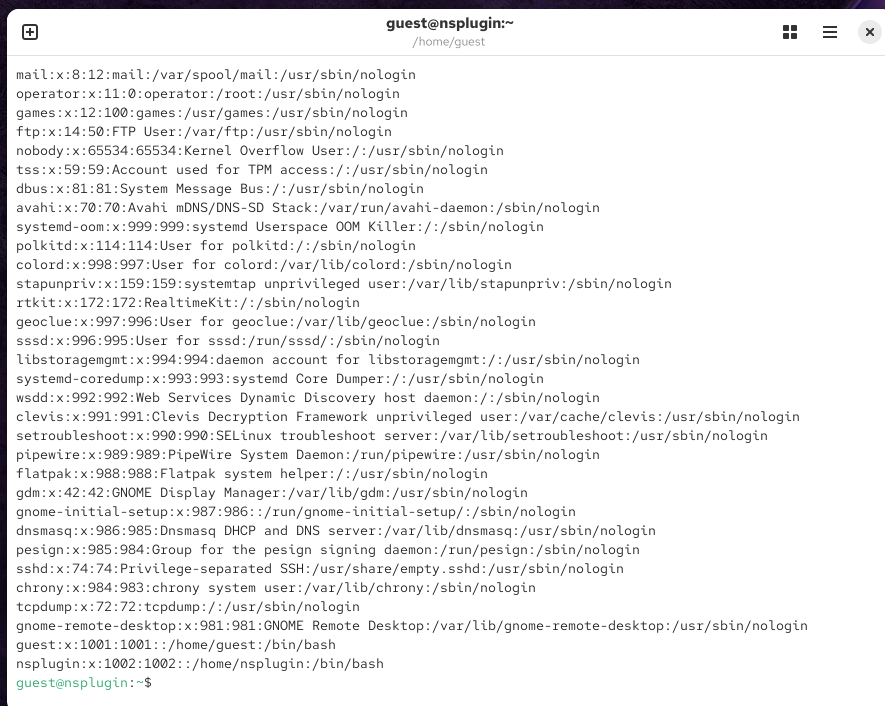 guest@nsplugin:~
/home/guest
mail:x:8:12:mail:/var/spool/mail:/usr/sbin/nologin
operator:x:11:0:operator:/root:/usr/sbin/nologin
games:x:12:100:games:/usr/games:/usr/sbin/nologin
ftp:x:14:50:FTP User:/var/ftp:/usr/sbin/nologin
nobody:x:65534:65534:Kernel Overflow User:/:/usr/sbin/nologin
tss:x:59:59:Account used for TPM access:/:/usr/sbin/nologin
dbus:x:81:81:System Message Bus:/:/usr/sbin/nologin
avahi:x:70:70:Avahi mDNS/DNS-SD Stack:/var/run/avahi-daemon:/sbin/nologin
systemd-oom:x:999:999:systemd Userspace OOM Killer:/:/sbin/nologin
polkitd:x:114:114:User for polkitd:/:/sbin/nologin
colord:x:998:997:User for colord:/var/lib/colord:/sbin/nologin
stapunpriv:x:159:159:systemtap unprivileged user:/var/lib/stapunpriv:/sbin/nologin
rtkit:x:172:172:RealtimeKit:/:/sbin/nologin
geoclue:x:997:996:User for geoclue:/var/lib/geoclue:/sbin/nologin
sssd:x:996:995:User for sssd:/run/sssd/:/sbin/nologin
libstoragemgmt:x:994:994:daemon account for libstoragemgmt:/:/usr/sbin/nologin
systemd-coredump:x:993:993:systemd Core Dumper:/:/usr/sbin/nologin
wsdd:x:992:992:Web Services Dynamic Discovery host daemon:/:/sbin/nologin
clevis:x:991:991:Clevis Decryption Framework unprivileged user:/var/cache/clevis:/usr/sbin/nologin
setroubleshoot:x:990:990:SELinux troubleshoot server:/var/lib/setroubleshoot:/usr/sbin/nologin
pipewire:x:989:989:PipeWire System Daemon:/run/pipewire:/usr/sbin/nologin
flatpak:x:988:988:Flatpak system helper:/:/usr/sbin/nologin
gdm:x:42:42:GNOME Display Manager:/var/lib/gdm:/usr/sbin/nologin
gnome-initial-setup:x:987:986::/run/gnome-initial-setup/:/sbin/nologin
dnsmasq:x:986:985:Dnsmasq DHCP and DNS server:/var/lib/dnsmasq:/usr/sbin/nologin
pesign:x:985:984:Group for the pesign signing daemon:/run/pesign:/sbin/nologin
sshd:x:74:74:Privilege-separated SSH:/usr/share/empty.sshd:/usr/sbin/nologin
chrony:x:984:983:chrony system user:/var/lib/chrony:/sbin/nologin
tcpdump:x:72:72:tcpdump:/:/usr/sbin/nologin
gnome-remote-desktop:x:981:981:GNOME Remote Desktop:/var/lib/gnome-remote-desktop:/usr/sbin/nologin
guest:x:1001:1001::/home/guest:/bin/bash
nsplugin:x:1002:1002::/home/nsplugin:/bin/bash
guest@nsplugin:~$